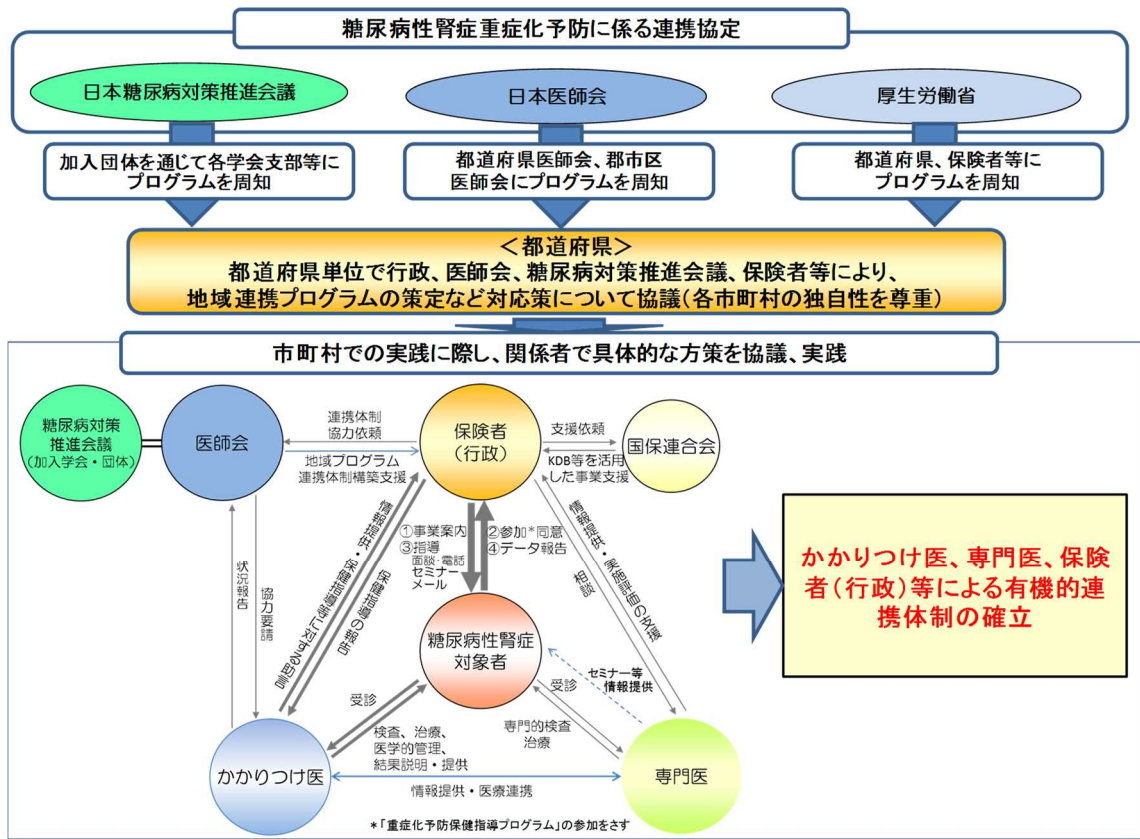 糖尿病性腎症重症化予防に係る連携協定
日本糖尿病対策推進会議
日本医師会
厚生労働省
加入団体を通じて各学会支部等に
プログラムを周知
都道府県医師会、郡市区
医師会にプログラムを周知
都道府県、保険者等に
プログラムを周知
<都道府県>
都道府県単位で行政、医師会、糖尿病対策推進会議、保険者等により、
地域連携プログラムの策定など対応策について協議(各市町村の独自性を尊重)
市町村での実践に際し、関係者で具体的な方策を協議、実践
糖尿病対策
推進会議
(加入学会・団体)
医師会
連携体制
協力依頼
地域プログラム
連携体制構築支援
保険者
(行政)
支援依頼
KDB等を活用
した事業支援
国保連合会
状況報告
協力要請
情報提供・保健指導等に対する助言
保健指導の報告
①事業案内
③指導
面談・電話
セミナー
メール
②参加*同意
④データ報告
情報提供・実施評価の支援
相談
糖尿病性腎症
対象者
セミナー等
情報提供
受診
検査、治療、
医学的管理、
結果説明・提供
受診
専門的検査
治療
かかりつけ医
情報提供・医療連携
専門医
*「重症化予防保健指導プログラム」の参加をさす
かかりつけ医、専門医、保険
者(行政)等による有機的連
携体制の確立